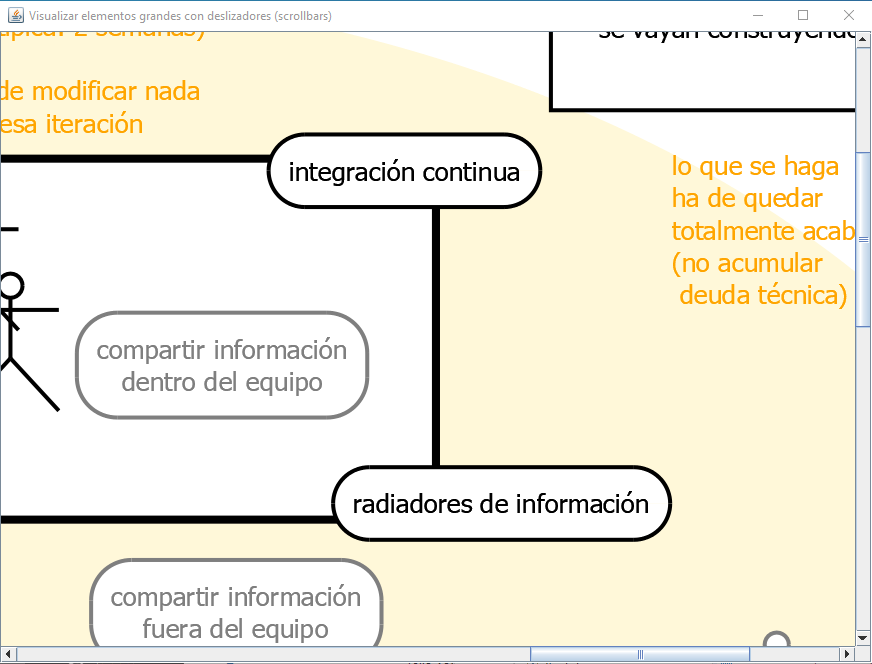 Visualizar elementos grandes con deslizadores (scrollbars)
típica: 2 semanas)
se vayan construyendo
de modificar nada
esa iteración
integración continua
lo que se haga
ha de quedar
totalmente acab
(no acumular
deuda técnica)
compartir información
dentro del equipo
radiadores de información
compartir información
fuera del equipo